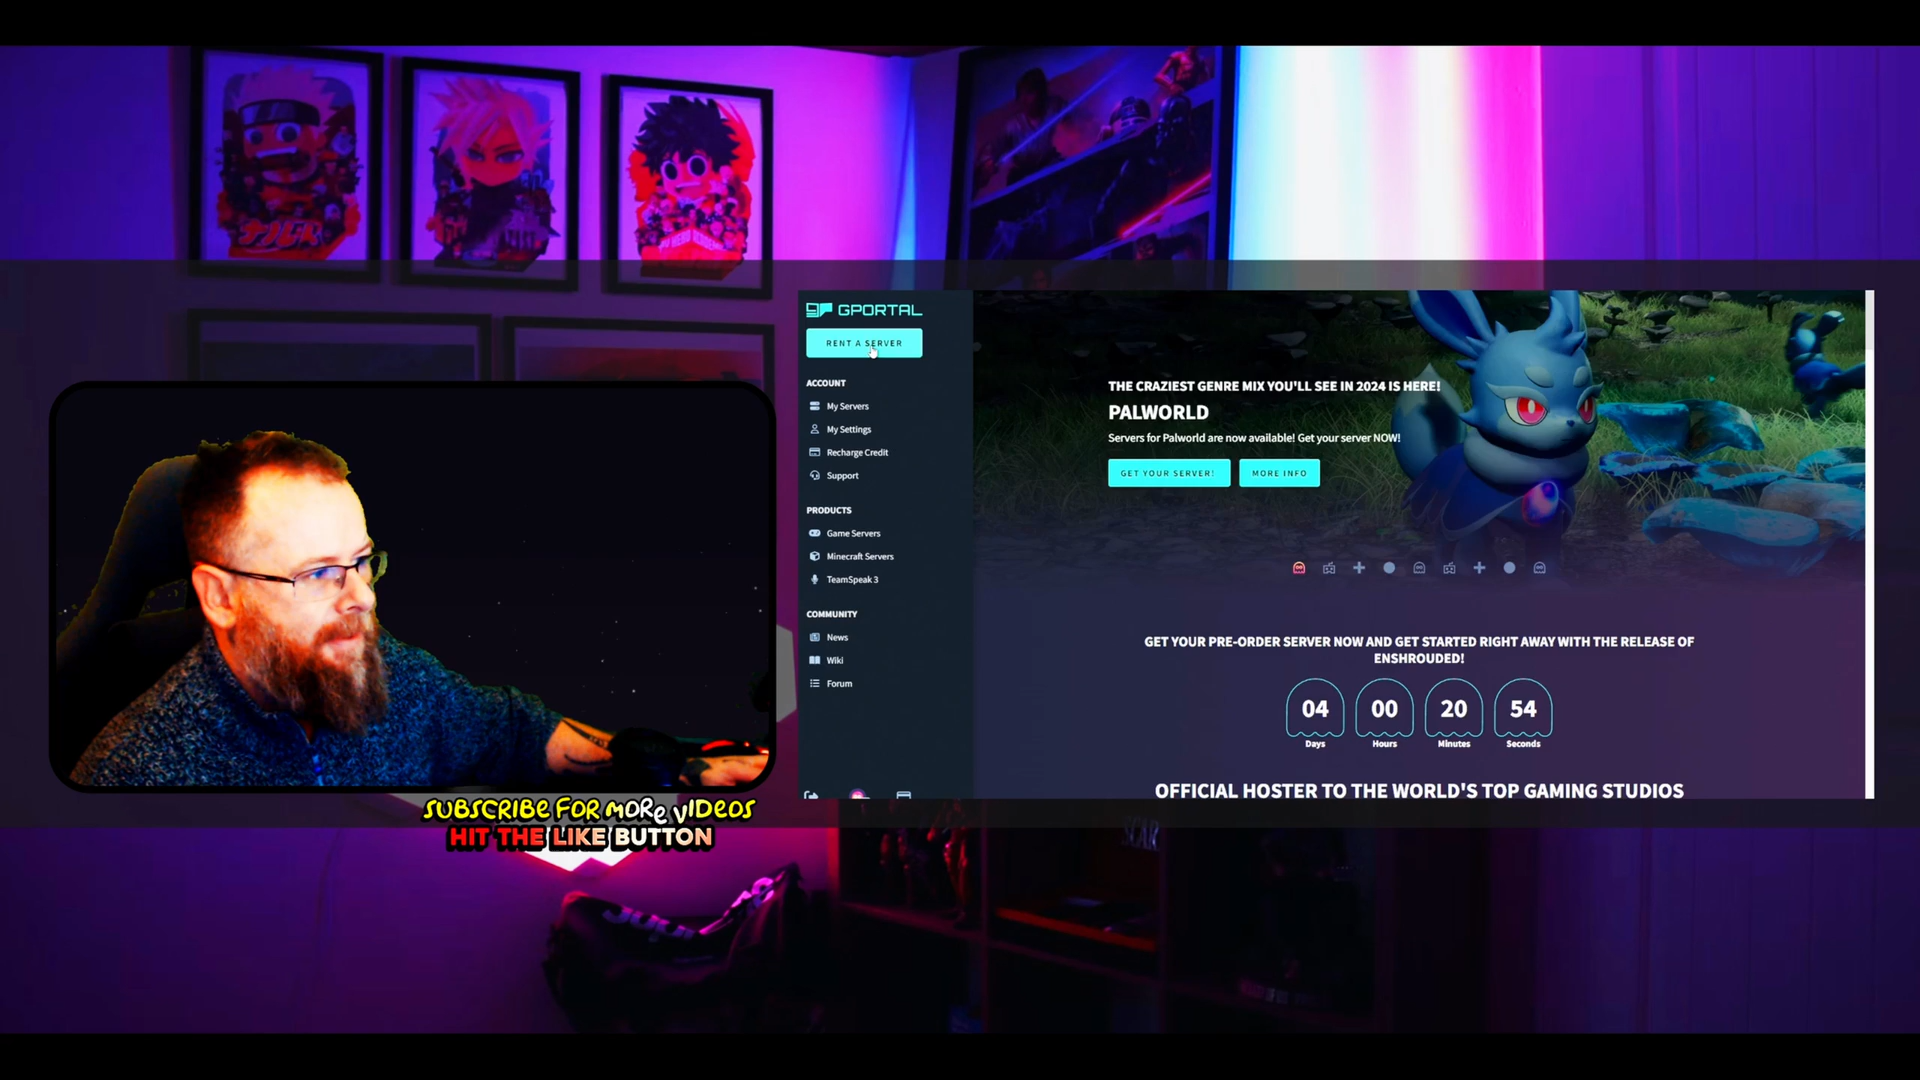 GPORTAL
RENT A SERVER
ACCOUNT
My Servers
My Settings
Recharge Credit
Support
PRODUCTS
Game Servers
Minecraft Servers
TeamSpeak 3
COMMUNITY
News
Wiki
Forum
THE CRAZIEST GENRE MIX YOU'LL SEE IN 2024 IS HERE!
PALWORLD
Servers for Palworld are now available! Get your server NOW!
GET YOUR SERVER! MORE INFO
GET YOUR PRE-ORDER SERVER NOW AND GET STARTED RIGHT AWAY WITH THE RELEASE OF
ENSHROUDED!
04 00 20 54
Days Hours Minutes Seconds
OFFICIAL HOSTER TO THE WORLD'S TOP GAMING STUDIOS
SUBSCRIBE FOR MORE VIDEOS
HIT THE LIKE BUTTON